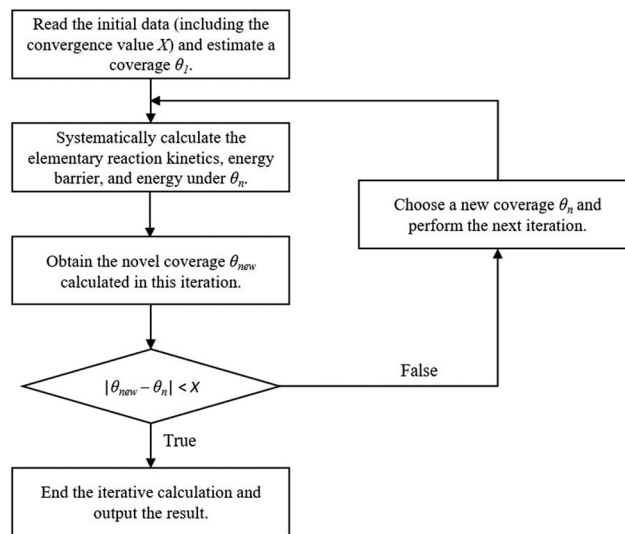 Read the initial data (including the
convergence value X) and estimate a
coverage θ1.
Systematically calculate the
elementary reaction kinetics, energy
barrier, and energy under θn.
Choose a new coverage θn and
perform the next iteration.
Obtain the novel coverage θnew
calculated in this iteration.
|θnew − θn| < X
False
True
End the iterative calculation and
output the result.